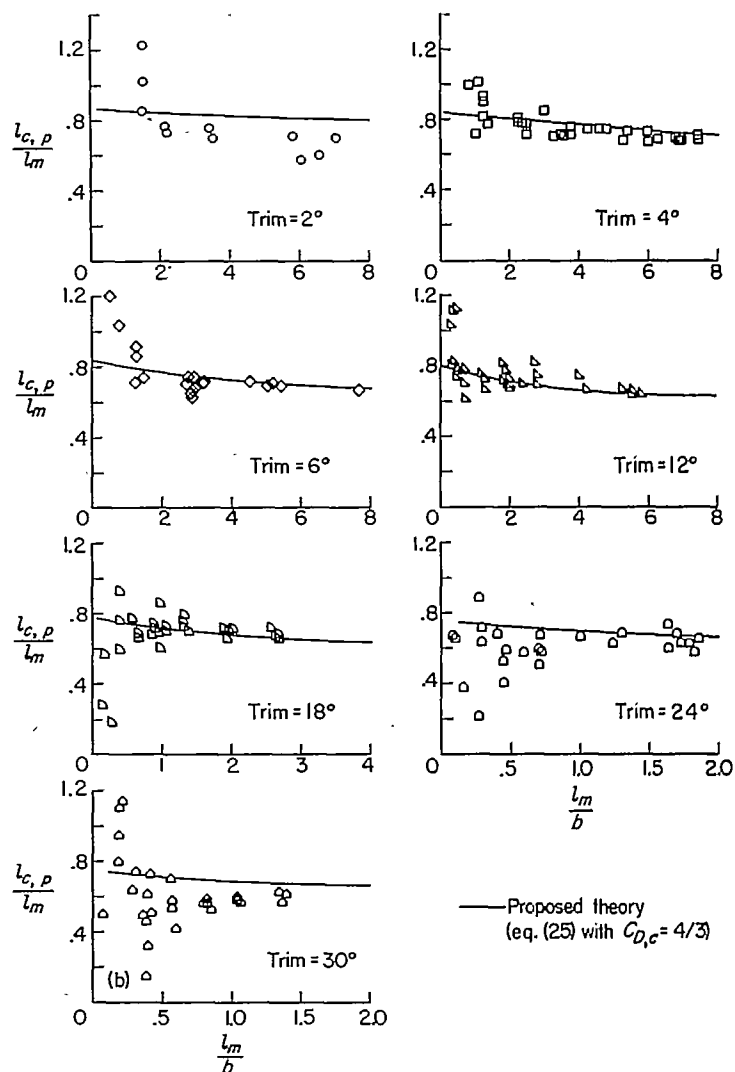 1.2
.8
.4
l_c,p / l_m
0 2 4 6 8
Trim = 2°
1.2
.8
.4
0 2 4 6 8
Trim = 4°
1.2
.8
.4
l_c,p / l_m
0 2 4 6 8
Trim = 6°
1.2
.8
.4
0 2 4 6 8
Trim = 12°
1.2
.8
.4
l_c,p / l_m
0 1 2 3 4
Trim = 18°
1.2
.8
.4
0 .5 1.0 1.5 2.0
l_m / b
Trim = 24°
1.2
.8
.4
l_c,p / l_m
(b)
0 .5 1.0 1.5 2.0
l_m / b
Trim = 30°
Proposed theory
(eq. (25) with C_D,c = 4/3)